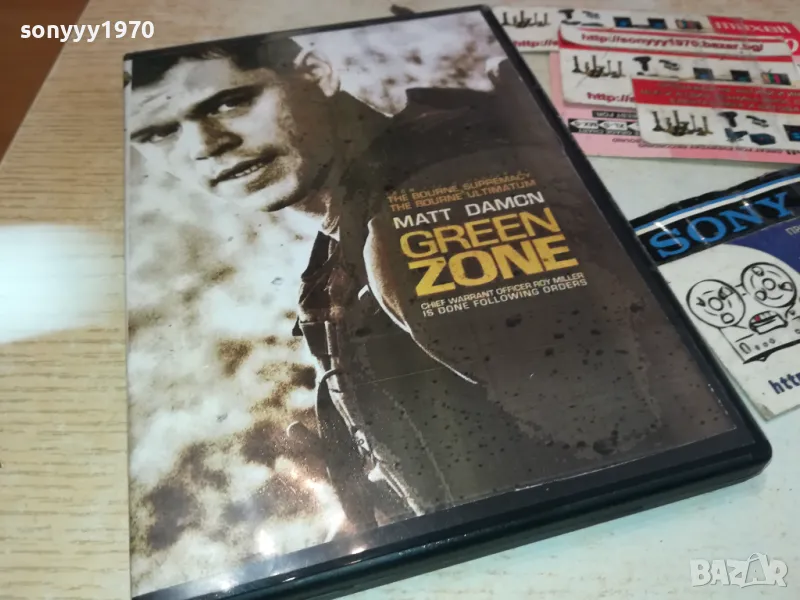 sonyyy1970
maxell
http://sonyyy1970.bazar.bg/
THE BOURNE SUPREMACY
THE BOURNE ULTIMATUM
MATT DAMON
GREEN
ZONE
CHIEF WARRANT OFFICER ROY MILLER
IS DONE FOLLOWING ORDERS
SONY
http
BAZAR